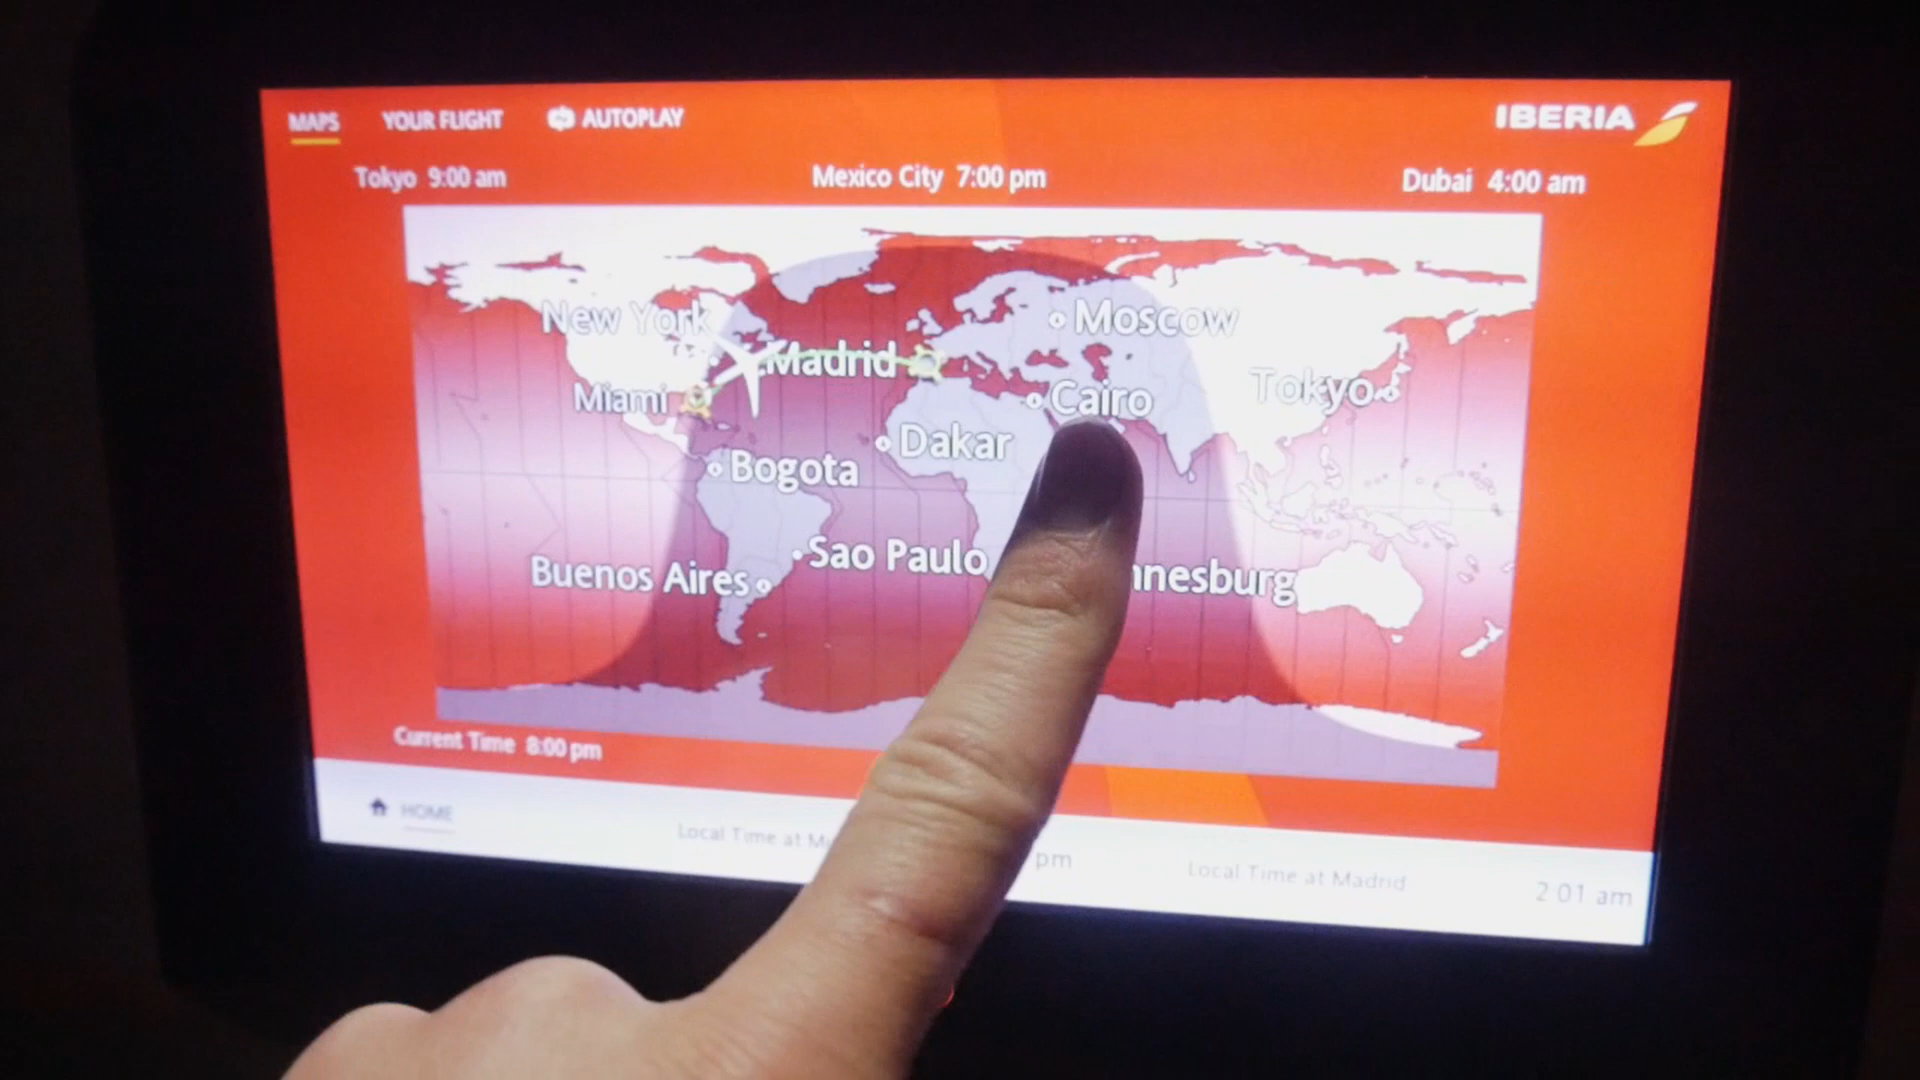 MAPS YOUR FLIGHT AUTOPLAY IBERIA
Tokyo 9:00 am Mexico City 7:00 pm Dubai 4:00 am
New York
Moscow
Madrid
Miami
Cairo
Tokyo
Dakar
Bogota
Sao Paulo
Buenos Aires
nnesburg
Current Time 8:00 pm
HOME
Local Time at
pm
Local Time at Madrid
2 01 am